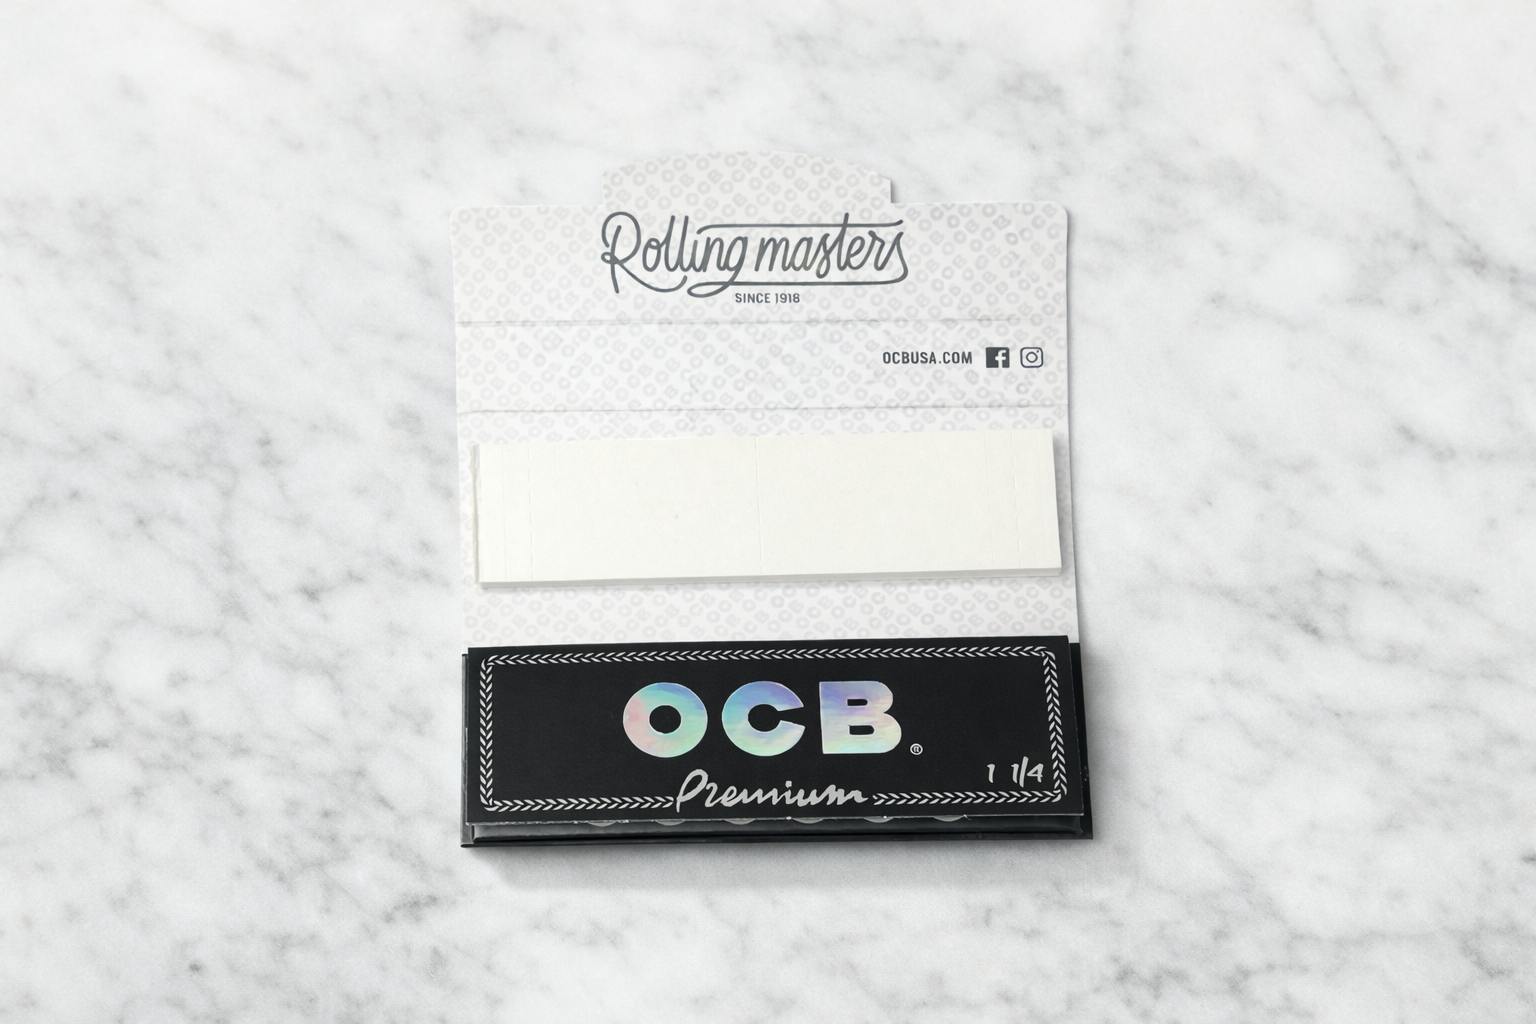 Rolling masters
SINCE 1918
OCBUSA.COM
OCB®
1 1/4
Premium